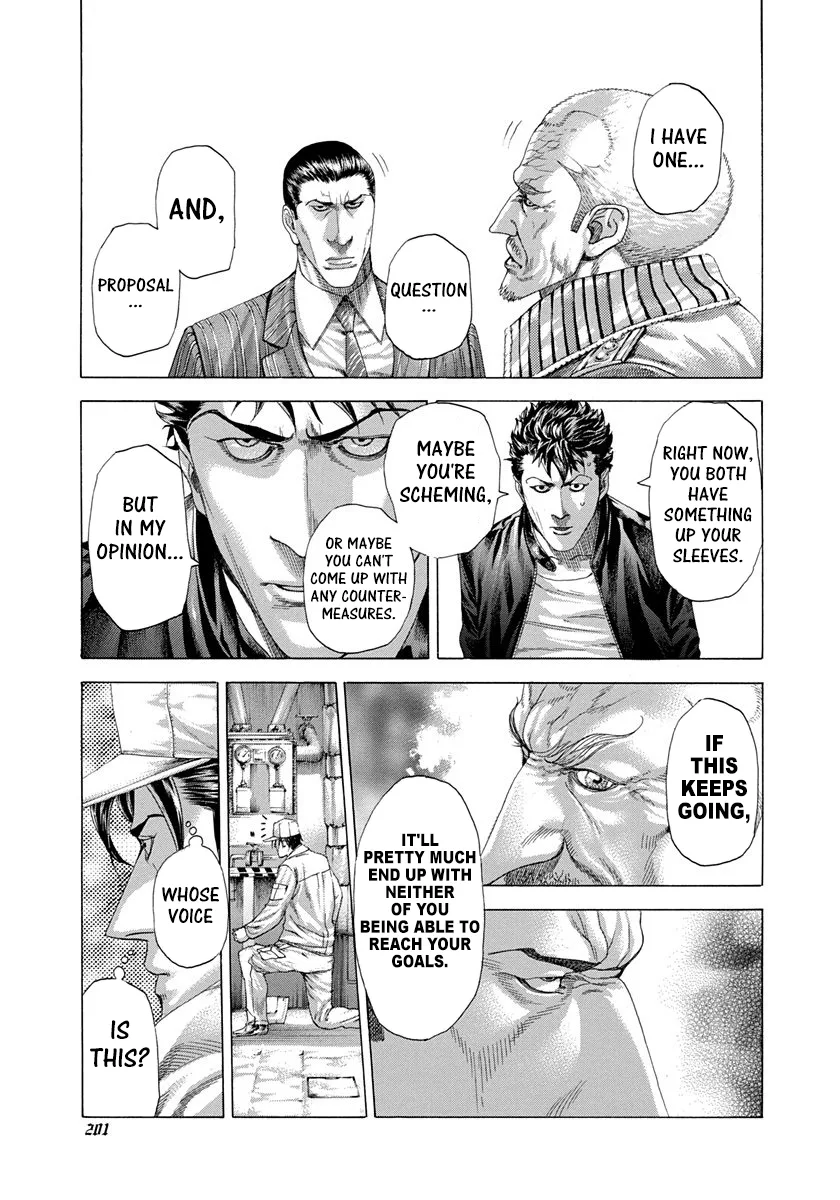 I HAVE
ONE...
QUESTION
...
AND,
PROPOSAL
...
RIGHT NOW,
YOU BOTH
HAVE
SOMETHING
UP YOUR
SLEEVES.
MAYBE
YOU'RE
SCHEMING,
OR MAYBE
YOU CAN'T
COME UP WITH
ANY COUNTER-
MEASURES.
BUT
IN MY
OPINION...
IF
THIS
KEEPS
GOING,
IT'LL
PRETTY MUCH
END UP WITH
NEITHER
OF YOU
BEING ABLE TO
REACH YOUR
GOALS.
WHOSE
VOICE
IS
THIS?
201